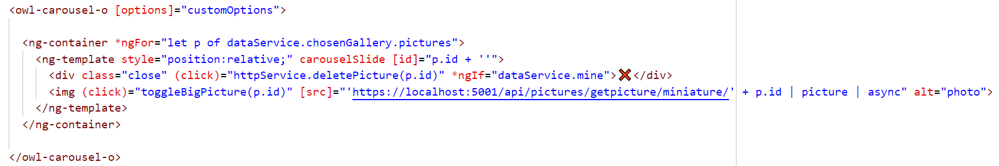 <owl-carousel-o [options]="customOptions">
<ng-container *ngFor="let p of dataService.chosenGallery.pictures">
<ng-template style="position:relative;" carouselSlide [id]="p.id + ''">
<div class="close" (click)="httpService.deletePicture(p.id)" *ngIf="dataService.mine">❌</div>
<img (click)="toggleBigPicture(p.id)" [src]="'https://localhost:5001/api/pictures/getpicture/miniature/' + p.id | picture | async" alt="photo">
</ng-template>
</ng-container>
</owl-carousel-o>